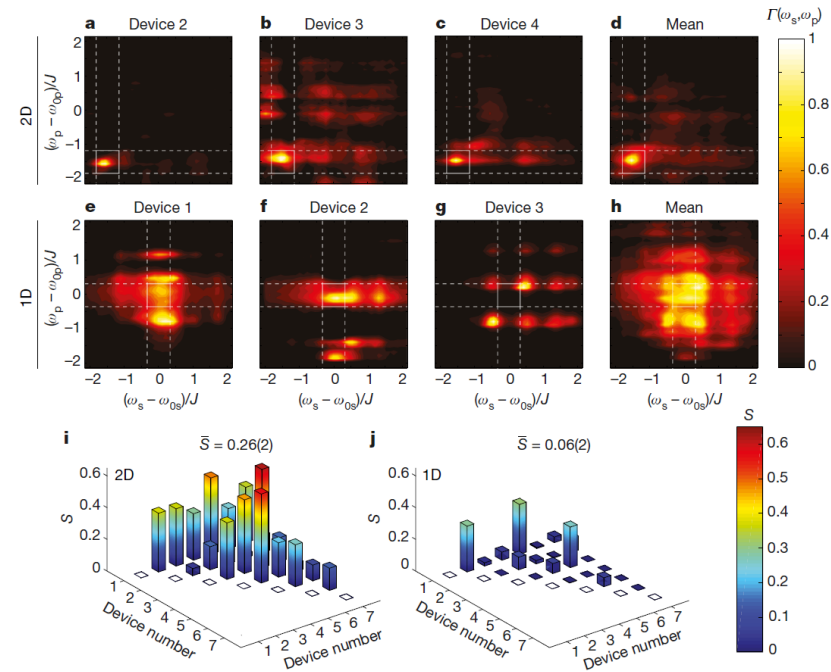 a Device 2 b Device 3 c Device 4 d Mean Γ(ωs,ωp)
2D
(ωp − ω0p)/J
2
1
0
−1
−2
1
0.8
0.6
0.4
0.2
0
e Device 1 f Device 2 g Device 3 h Mean
1D
(ωp − ω0p)/J
2
1
0
−1
−2
−2 −1 0 1 2 −2 −1 0 1 2 −2 −1 0 1 2 −2 −1 0 1 2
(ωs − ω0s)/J (ωs − ω0s)/J (ωs − ω0s)/J (ωs − ω0s)/J
i S̄ = 0.26(2) j S̄ = 0.06(2) S
2D
S
0.6
0.4
0.2
0
1 2 3 4 5 6 7
Device number
1 2 3 4 5 6 7
Device number
1D
S
0.6
0.4
0.2
0
1 2 3 4 5 6 7
Device number
1 2 3 4 5 6 7
Device number
0.6
0.5
0.4
0.3
0.2
0.1
0